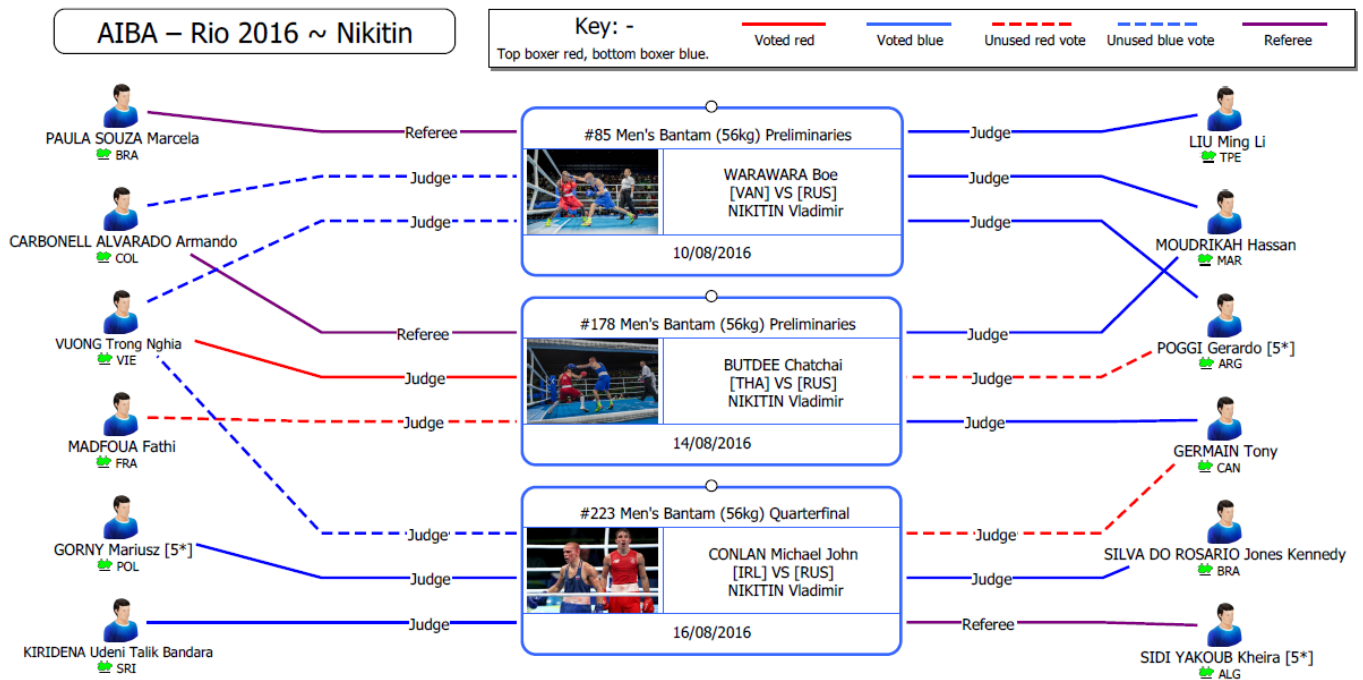 AIBA – Rio 2016 ~ Nikitin
Key: -
Top boxer red, bottom boxer blue.
Voted red
Voted blue
Unused red vote
Unused blue vote
Referee
PAULA SOUZA Marcela
BRA
CARBONELL ALVARADO Armando
COL
VUONG Trong Nghia
VIE
MADFOUA Fathi
FRA
GORNY Mariusz [5*]
POL
KIRIDENA Udeni Talik Bandara
SRI
Referee
Judge
Judge
#85 Men's Bantam (56kg) Preliminaries
WARAWARA Boe
[VAN] VS [RUS]
NIKITIN Vladimir
10/08/2016
Judge
Judge
Judge
Referee
Judge
Judge
#178 Men's Bantam (56kg) Preliminaries
BUTDEE Chatchai
[THA] VS [RUS]
NIKITIN Vladimir
14/08/2016
Judge
Judge
Judge
Judge
Judge
Judge
#223 Men's Bantam (56kg) Quarterfinal
CONLAN Michael John
[IRL] VS [RUS]
NIKITIN Vladimir
16/08/2016
Judge
Judge
Referee
LIU Ming Li
TPE
MOUDRIKAH Hassan
MAR
POGGI Gerardo [5*]
ARG
GERMAIN Tony
CAN
SILVA DO ROSARIO Jones Kennedy
BRA
SIDI YAKOUB Kheira [5*]
ALG